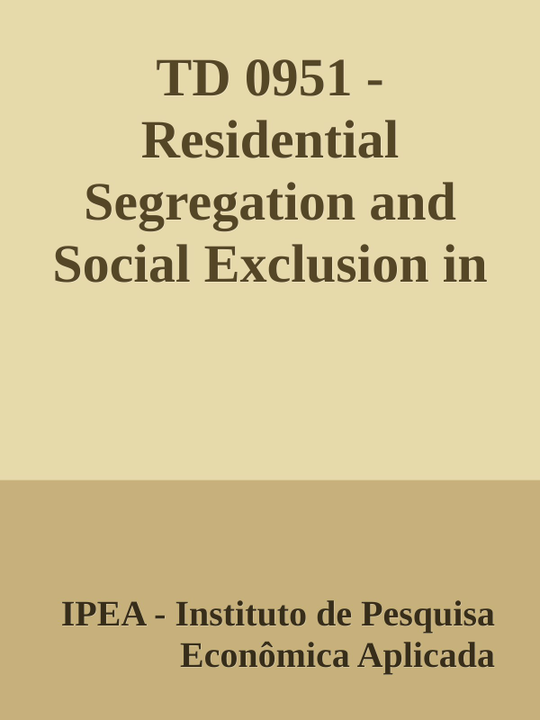 TD 0951 -
Residential
Segregation and
Social Exclusion in
IPEA - Instituto de Pesquisa
Econômica Aplicada